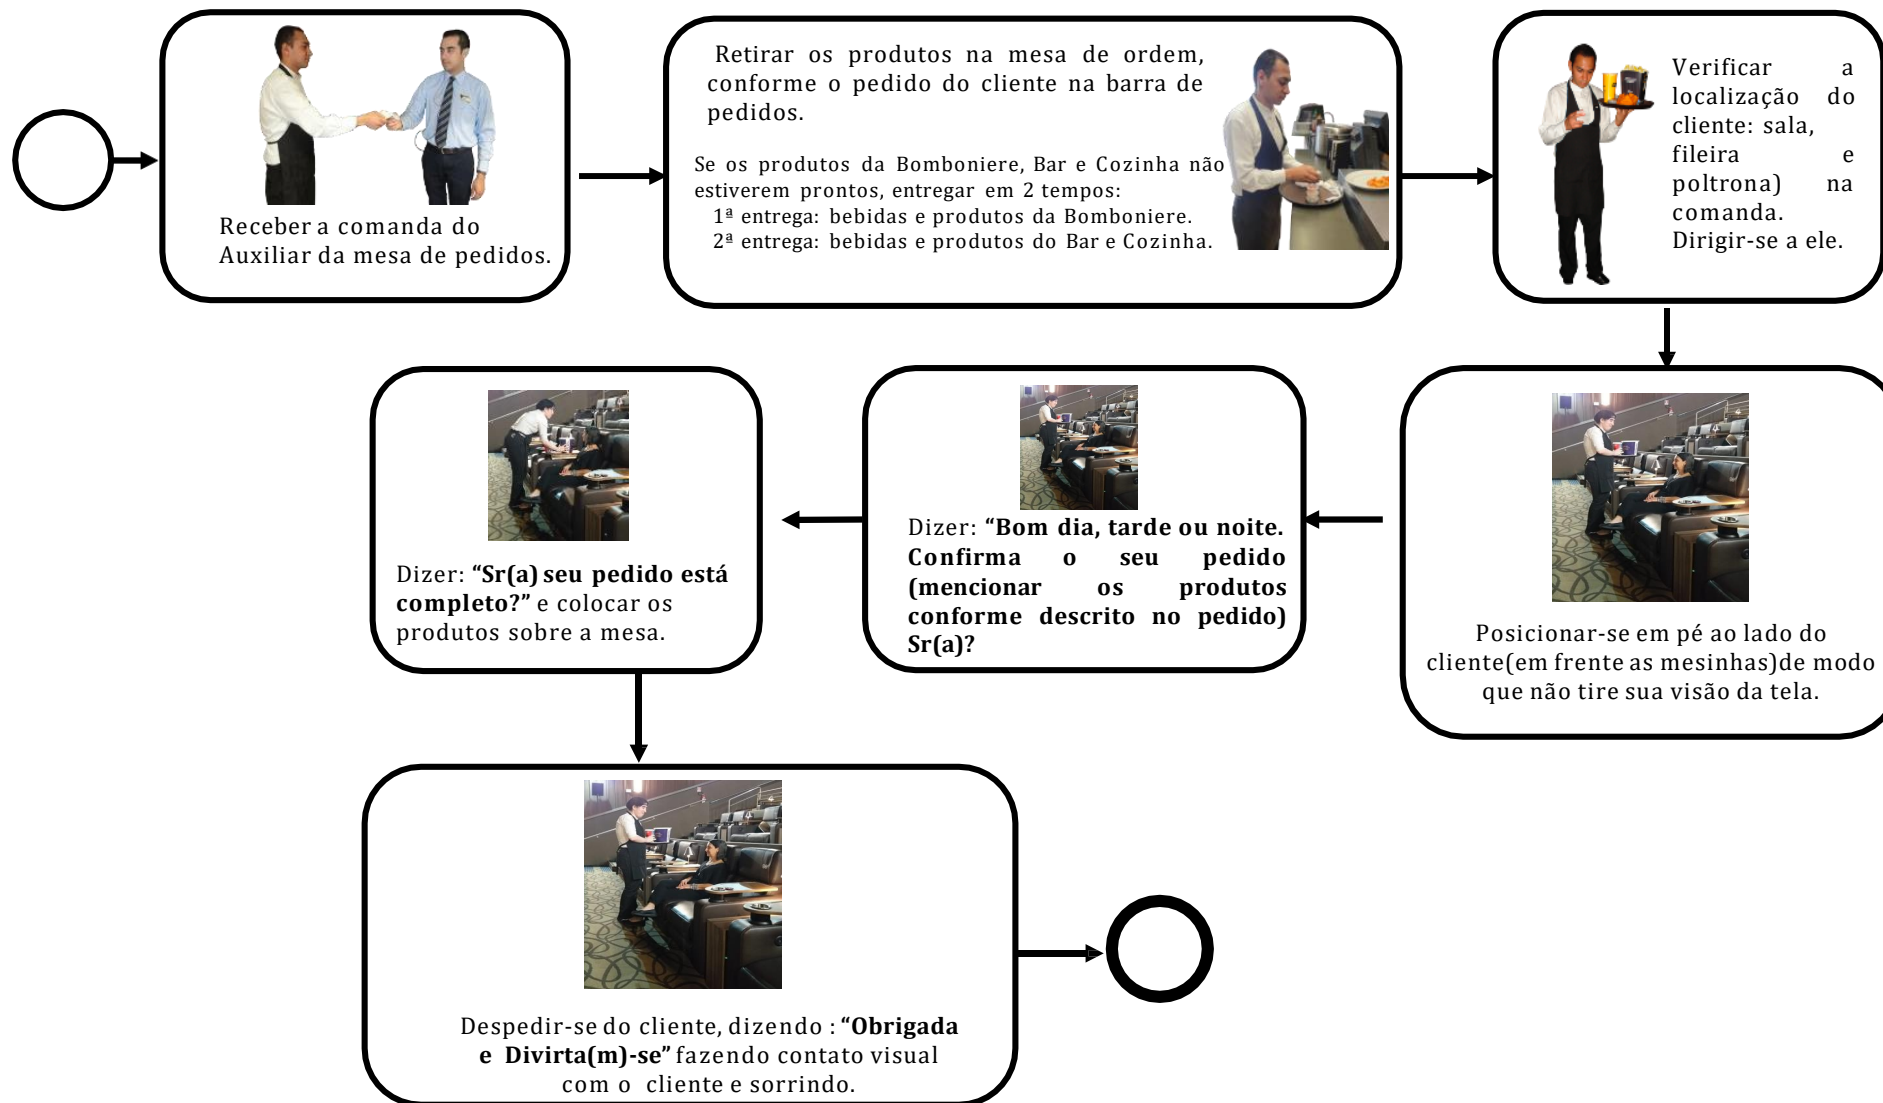 Receber a comanda do
Auxiliar da mesa de pedidos.
Retirar os produtos na mesa de ordem,
conforme o pedido do cliente na barra de
pedidos.
Se os produtos da Bomboniere, Bar e Cozinha não
estiverem prontos, entregar em 2 tempos:
1ª entrega: bebidas e produtos da Bomboniere.
2ª entrega: bebidas e produtos do Bar e Cozinha.
Verificar a
localização do
cliente: sala,
fileira e
poltrona) na
comanda.
Dirigir-se a ele.
Posicionar-se em pé ao lado do
cliente(em frente as mesinhas)de modo
que não tire sua visão da tela.
Dizer: “Bom dia, tarde ou noite.
Confirma o seu pedido
(mencionar os produtos
conforme descrito no pedido)
Sr(a)?
Dizer: “Sr(a) seu pedido está
completo?” e colocar os
produtos sobre a mesa.
Despedir-se do cliente, dizendo : “Obrigada
e Divirta(m)-se” fazendo contato visual
com o cliente e sorrindo.